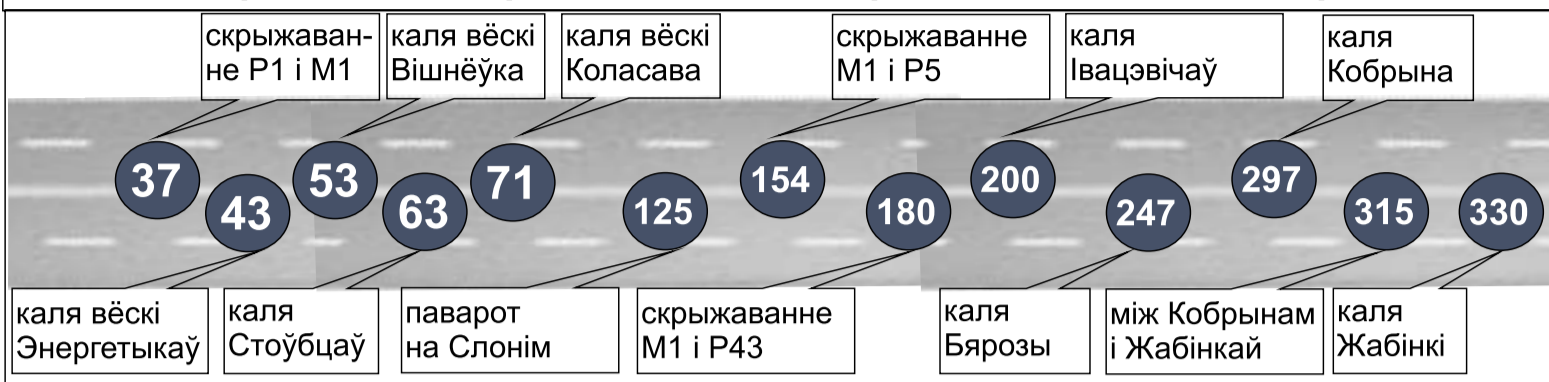 скрыжаван-
не Р1 і М1
каля вёскі
Вішнёўка
каля вёскі
Коласава
скрыжаванне
М1 і Р5
каля
Івацэвічаў
каля
Кобрына
37
43
53
63
71
125
154
180
200
247
297
315
330
каля вёскі
Энергетыкаў
каля
Стоўбцаў
паварот
на Слонім
скрыжаванне
М1 і Р43
каля
Бярозы
між Кобрынам
і Жабінкай
каля
Жабінкі